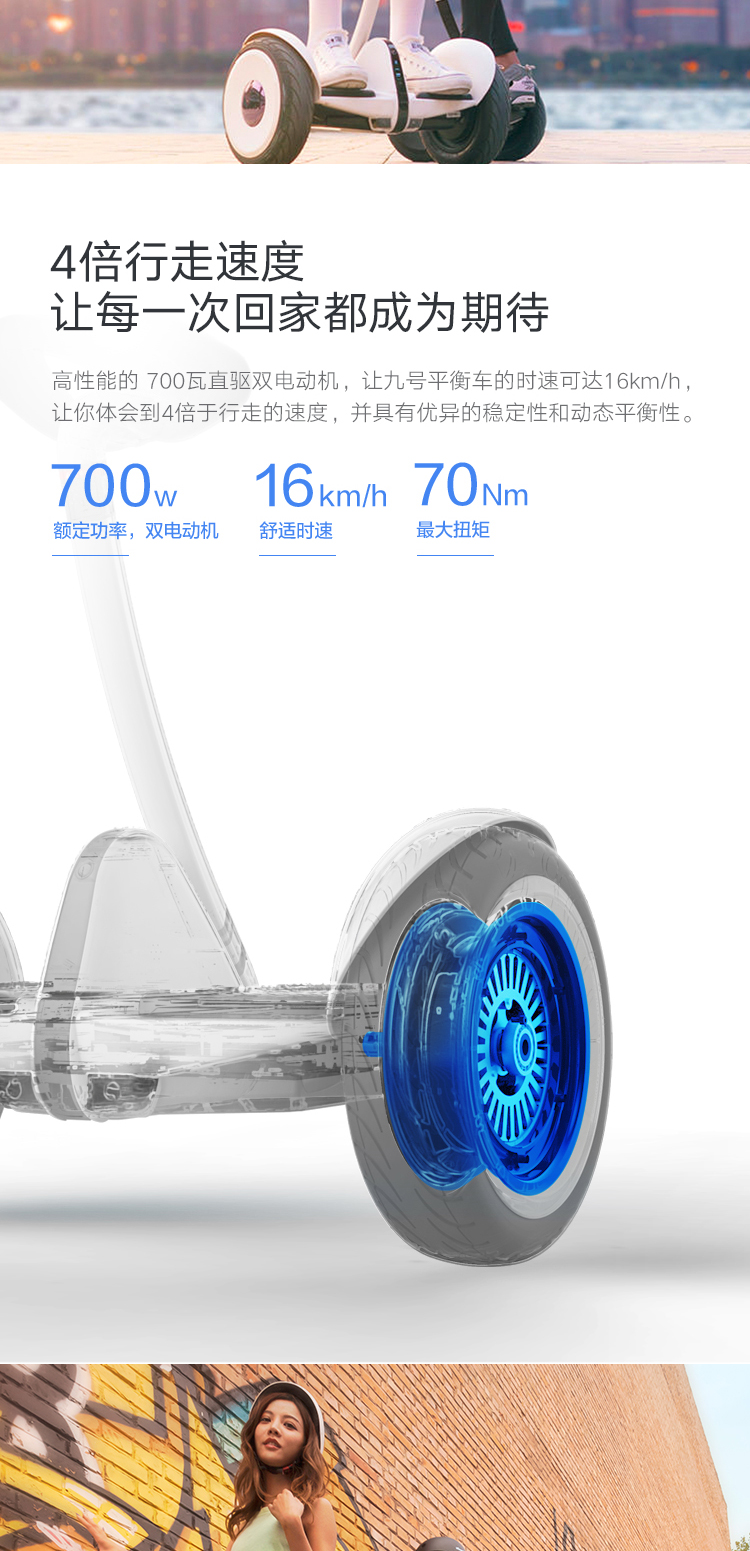 4倍行走速度
让每一次回家都成为期待
高性能的 700瓦直驱双电动机，让九号平衡车的时速可达16km/h，
让你体会到4倍于行走的速度，并具有优异的稳定性和动态平衡性。
700w 16km/h 70Nm
额定功率，双电动机 舒适时速 最大扭矩